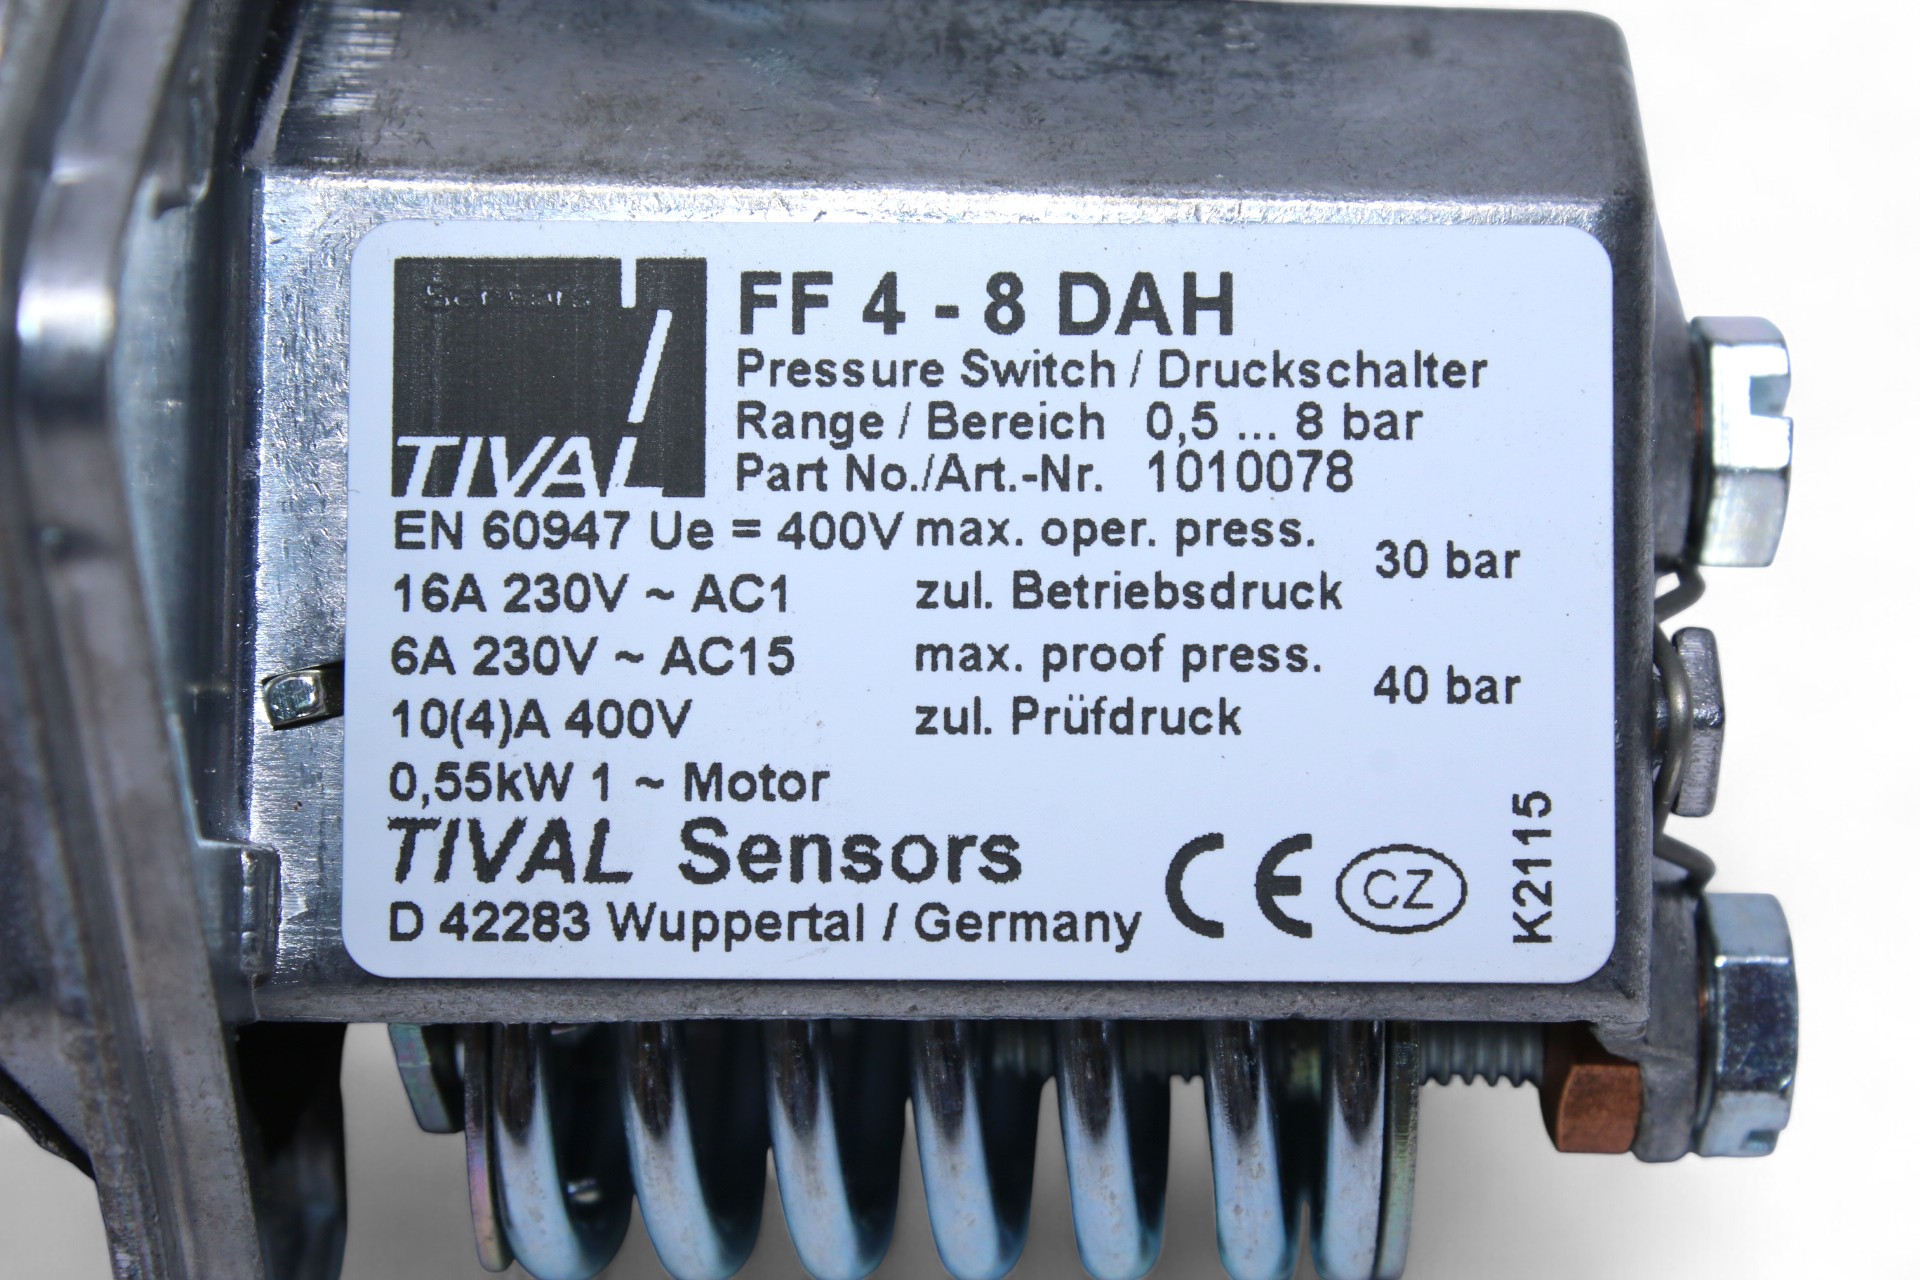 Sensors
TIVAL
FF 4 - 8 DAH
Pressure Switch / Druckschalter
Range / Bereich 0,5 ... 8 bar
Part No./Art.-Nr. 1010078
EN 60947 Ue = 400V max. oper. press.
30 bar
16A 230V ~ AC1 zul. Betriebsdruck
6A 230V ~ AC15 max. proof press.
40 bar
10(4)A 400V zul. Prüfdruck
0,55kW 1 ~ Motor
TIVAL Sensors
D 42283 Wuppertal / Germany
CE
CZ
K2115